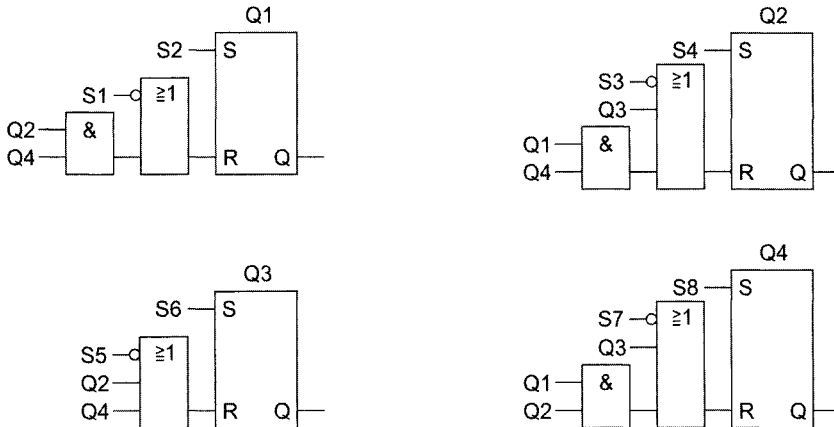 Q1
S2 S
S1 ≧1
Q2 &
Q4 R Q
Q2
S4 S
S3 ≧1
Q3
Q1 &
Q4 R Q
Q3
S6 S
S5 ≧1
Q2
Q4 R Q
Q4
S8 S
S7 ≧1
Q3
Q1 &
Q2 R Q